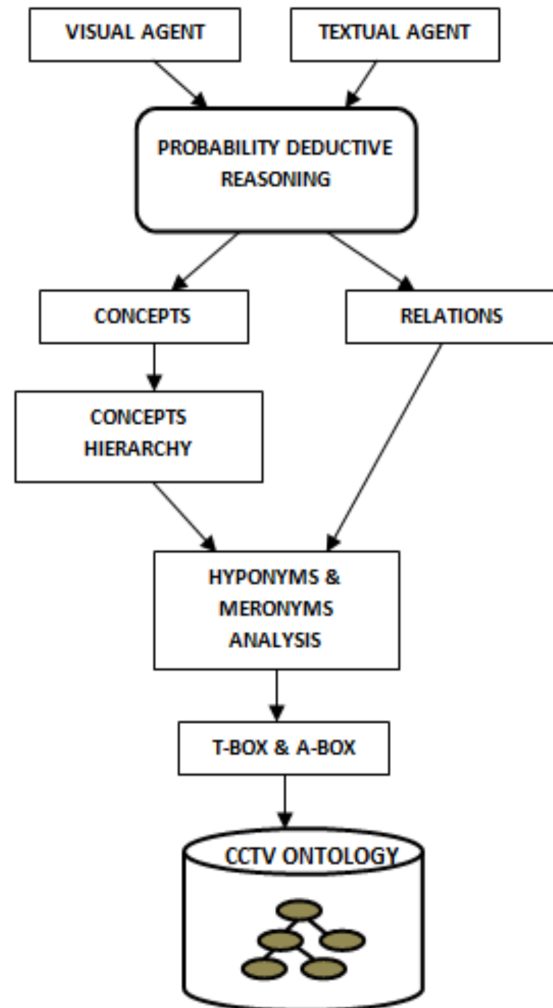 VISUAL AGENT
TEXTUAL AGENT
PROBABILITY DEDUCTIVE
REASONING
CONCEPTS
RELATIONS
CONCEPTS
HIERARCHY
HYPONYMS &
MERONYMS
ANALYSIS
T-BOX & A-BOX
CCTV ONTOLOGY